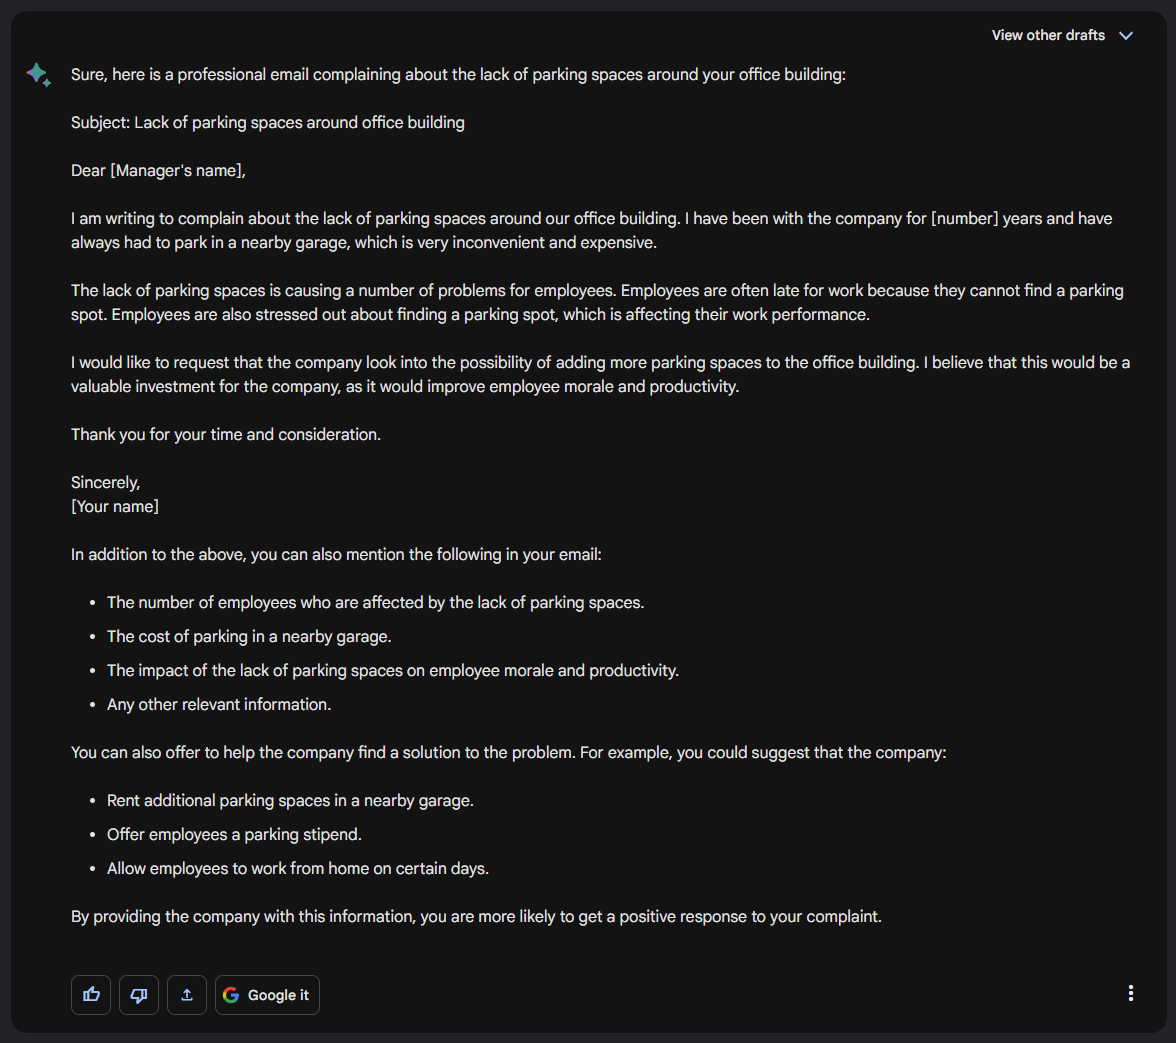 View other drafts
Sure, here is a professional email complaining about the lack of parking spaces around your office building:
Subject: Lack of parking spaces around office building
Dear [Manager's name],
I am writing to complain about the lack of parking spaces around our office building. I have been with the company for [number] years and have
always had to park in a nearby garage, which is very inconvenient and expensive.
The lack of parking spaces is causing a number of problems for employees. Employees are often late for work because they cannot find a parking
spot. Employees are also stressed out about finding a parking spot, which is affecting their work performance.
I would like to request that the company look into the possibility of adding more parking spaces to the office building. I believe that this would be a
valuable investment for the company, as it would improve employee morale and productivity.
Thank you for your time and consideration.
Sincerely,
[Your name]
In addition to the above, you can also mention the following in your email:
• The number of employees who are affected by the lack of parking spaces.
• The cost of parking in a nearby garage.
• The impact of the lack of parking spaces on employee morale and productivity.
• Any other relevant information.
You can also offer to help the company find a solution to the problem. For example, you could suggest that the company:
• Rent additional parking spaces in a nearby garage.
• Offer employees a parking stipend.
• Allow employees to work from home on certain days.
By providing the company with this information, you are more likely to get a positive response to your complaint.
Google it